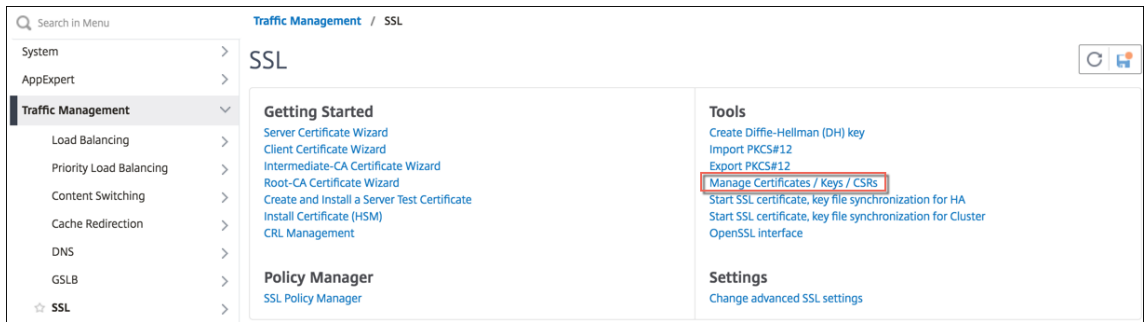 Search in Menu
System
AppExpert
Traffic Management
Load Balancing
Priority Load Balancing
Content Switching
Cache Redirection
DNS
GSLB
SSL
Traffic Management / SSL
SSL
Getting Started
Server Certificate Wizard
Client Certificate Wizard
Intermediate-CA Certificate Wizard
Root-CA Certificate Wizard
Create and Install a Server Test Certificate
Install Certificate (HSM)
CRL Management
Tools
Create Diffie-Hellman (DH) key
Import PKCS#12
Export PKCS#12
Manage Certificates / Keys / CSRs
Start SSL certificate, key file synchronization for HA
Start SSL certificate, key file synchronization for Cluster
OpenSSL interface
Policy Manager
SSL Policy Manager
Settings
Change advanced SSL settings